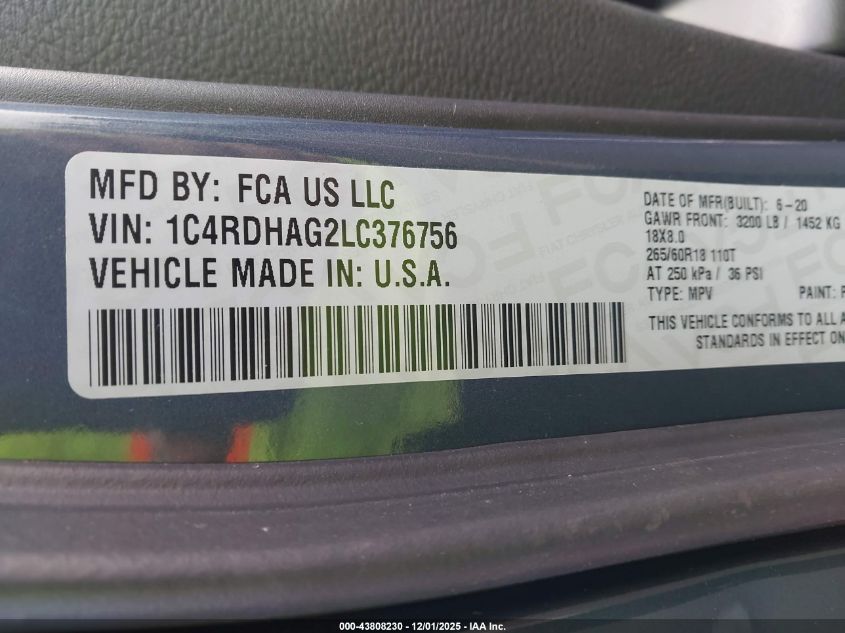 MFD BY: FCA US LLC
VIN: 1C4RDHAG2LC376756
VEHICLE MADE IN: U.S.A.
DATE OF MFR(BUILT): 6-20
GAWR FRONT: 3200 LB / 1452 KG
18X8.0
265/60R18 110T
AT 250 kPa / 36 PSI
TYPE: MPV PAINT:
THIS VEHICLE CONFORMS TO ALL
STANDARDS IN EFFECT ON
000-43808230 - 12/01/2025 - IAA Inc.